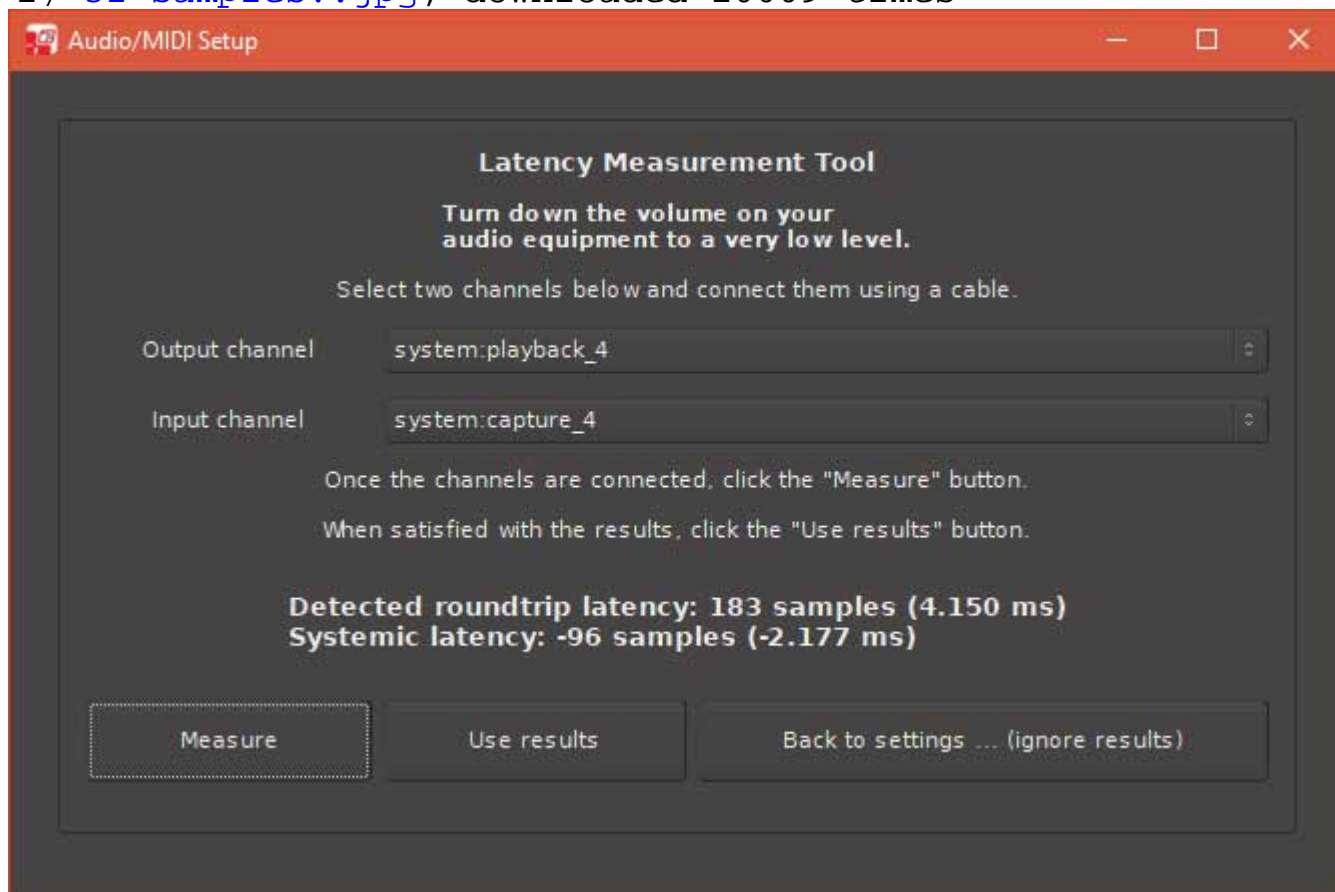 Audio/MIDI Setup
Latency Measurement Tool
Turn down the volume on your
audio equipment to a very low level.
Select two channels below and connect them using a cable.
Output channel system:playback_4
Input channel system:capture_4
Once the channels are connected, click the "Measure" button.
When satisfied with the results, click the "Use results" button.
Detected roundtrip latency: 183 samples (4.150 ms)
Systemic latency: -96 samples (-2.177 ms)
Measure Use results Back to settings ... (ignore results)